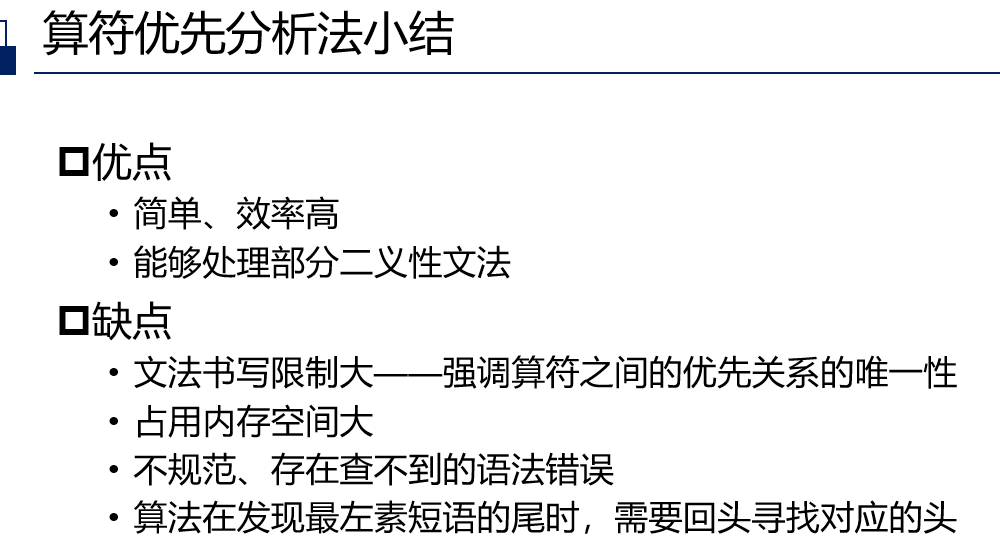 算符优先分析法小结
优点
• 简单、效率高
• 能够处理部分二义性文法
缺点
• 文法书写限制大——强调算符之间的优先关系的唯一性
• 占用内存空间大
• 不规范、存在查不到的语法错误
• 算法在发现最左素短语的尾时，需要回头寻找对应的头